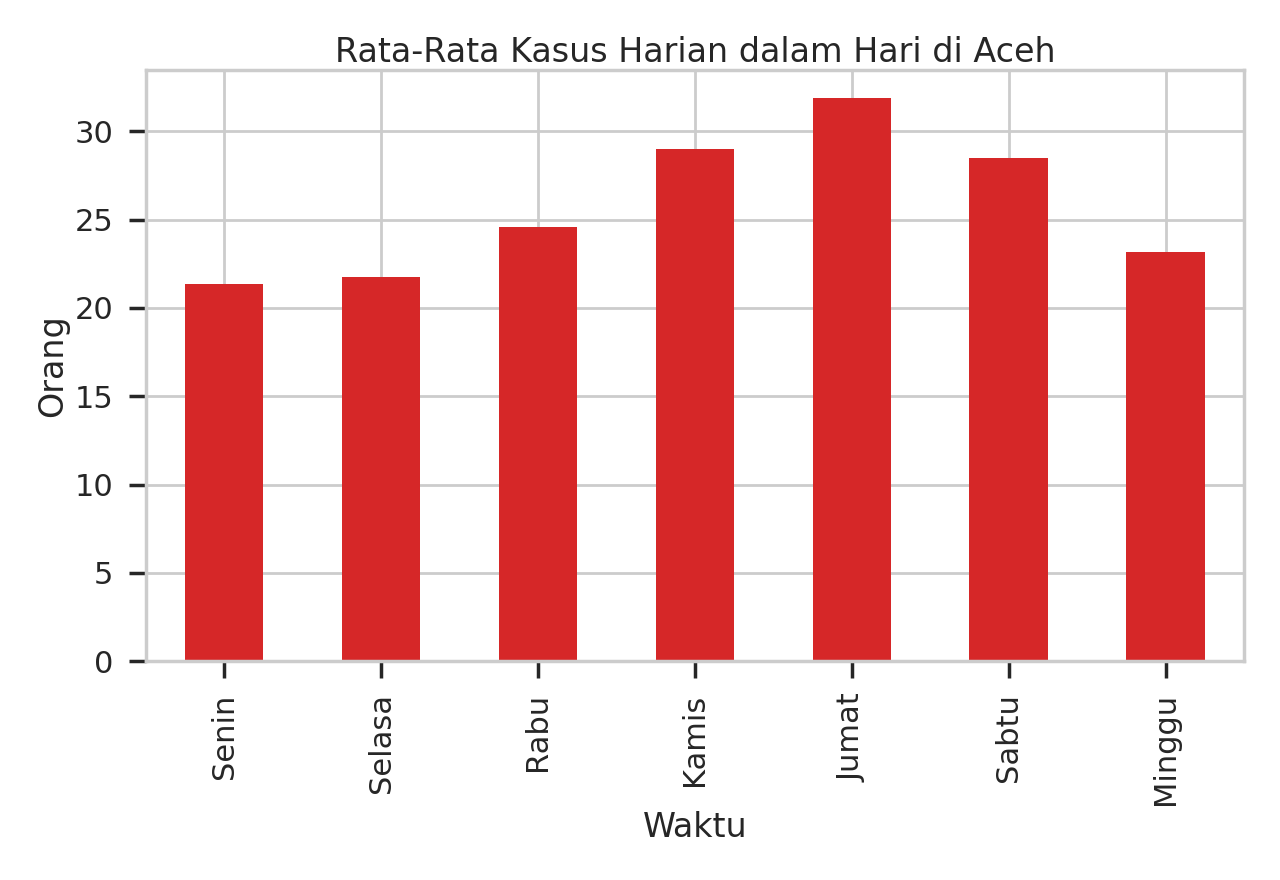 Rata-Rata Kasus Harian dalam Hari di Aceh
Orang
30
25
20
15
10
5
0
Senin
Selasa
Rabu
Kamis
Jumat
Sabtu
Minggu
Waktu